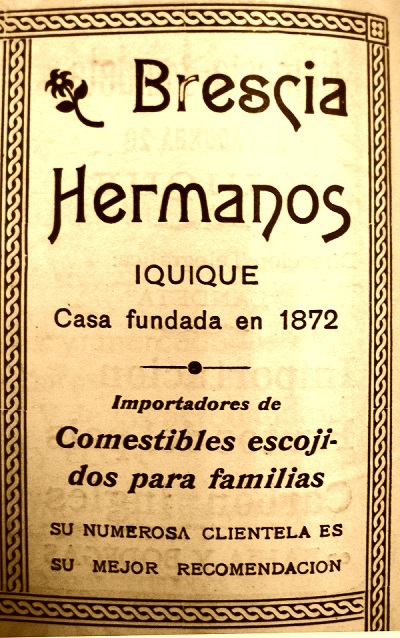 Brescia
Hermanos
IQUIQUE
Casa fundada en 1872
Importadores de
Comestibles escoji-
dos para familias
SU NUMEROSA CLIENTELA ES
SU MEJOR RECOMENDACION